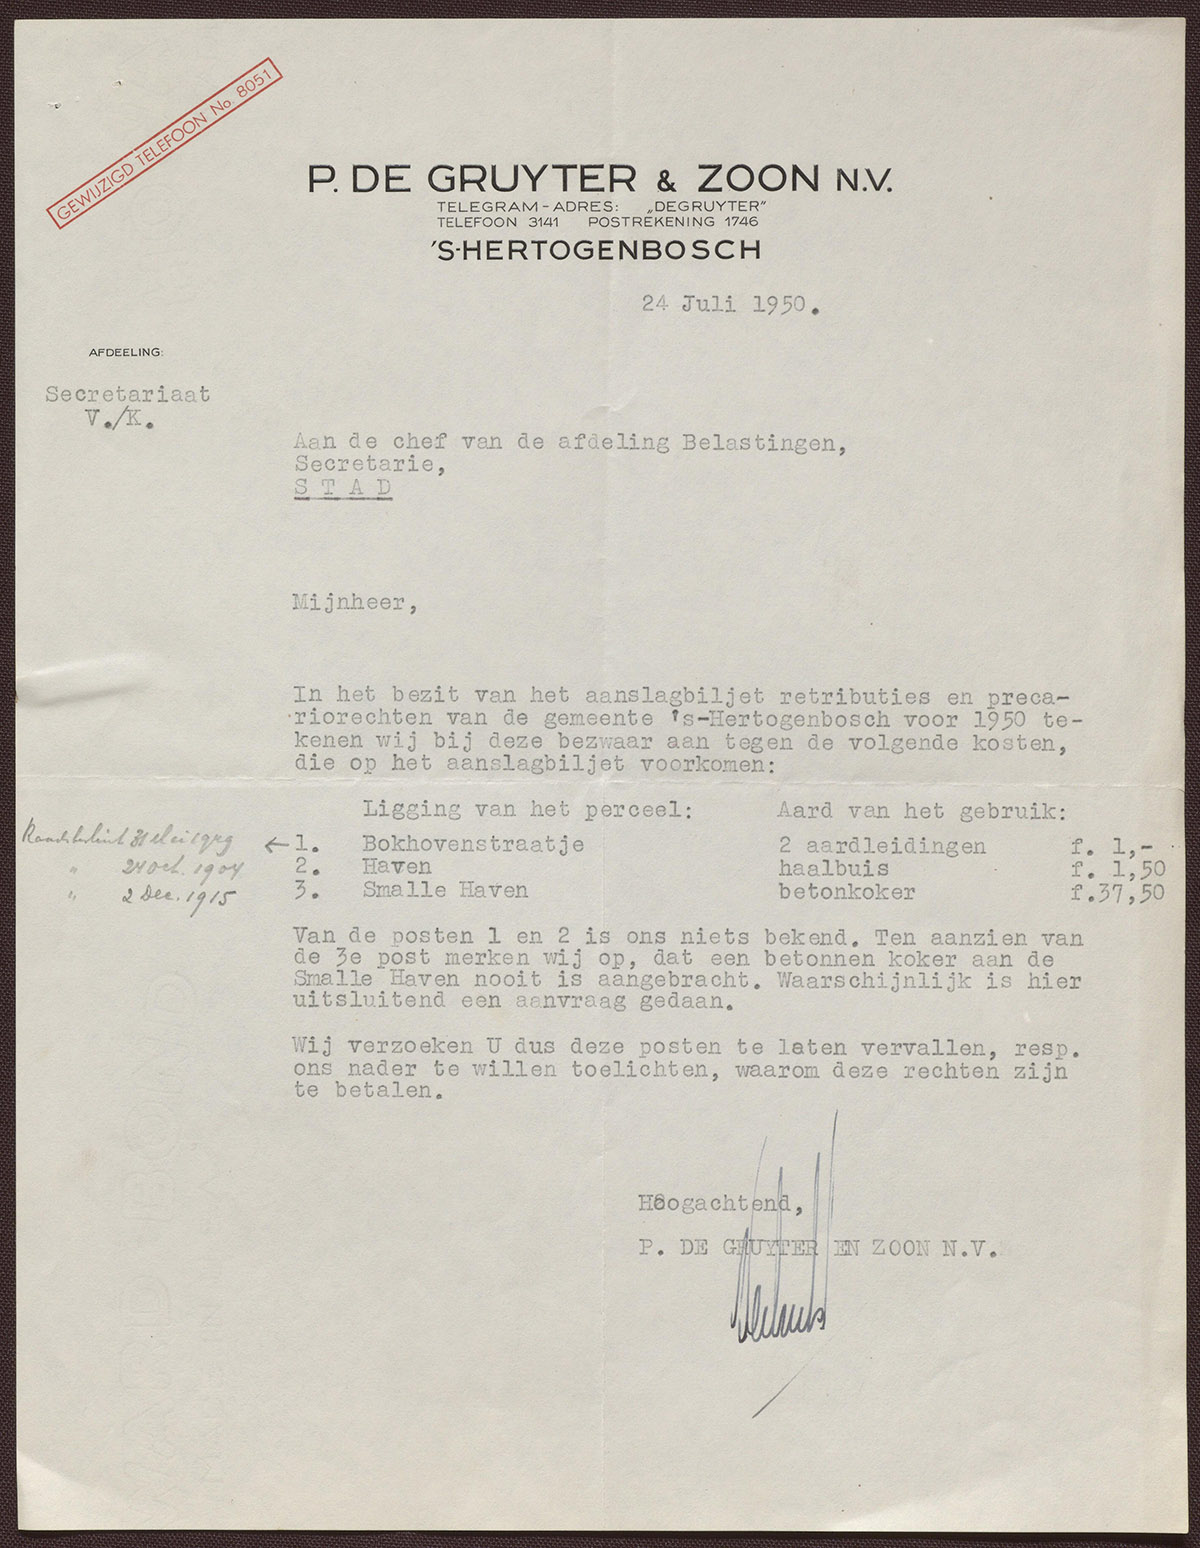 GEWIJZIGD TELEFOON No. 8051
P. DE GRUYTER & ZOON N.V.
TELEGRAM-ADRES: „DEGRUYTER"
TELEFOON 3141 POSTREKENING 1746
'S-HERTOGENBOSCH
24 Juli 1950.
AFDEELING:
Secretariaat
V./K.
Aan de chef van de afdeling Belastingen,
Secretarie,
S T A D
Mijnheer,
In het bezit van het aanslagbiljet retributies en preca-
riorechten van de gemeente 's-Hertogenbosch voor 1950 te-
kenen wij bij deze bezwaar aan tegen de volgende kosten,
die op het aanslagbiljet voorkomen:
Ligging van het perceel: Aard van het gebruik:
Raadsbesluit 31 Mei 1929 ← 1. Bokhovenstraatje 2 aardleidingen f. 1,-
" 24 Oct. 1904 2. Haven haalbuis f. 1,50
" 2 Dec. 1915 3. Smalle Haven betonkoker f.37,50
Van de posten 1 en 2 is ons niets bekend. Ten aanzien van
de 3e post merken wij op, dat een betonnen koker aan de
Smalle Haven nooit is aangebracht. Waarschijnlijk is hier
uitsluitend een aanvraag gedaan.
Wij verzoeken U dus deze posten te laten vervallen, resp.
ons nader te willen toelichten, waarom deze rechten zijn
te betalen.
Hoogachtend,
P. DE GRUYTER EN ZOON N.V.